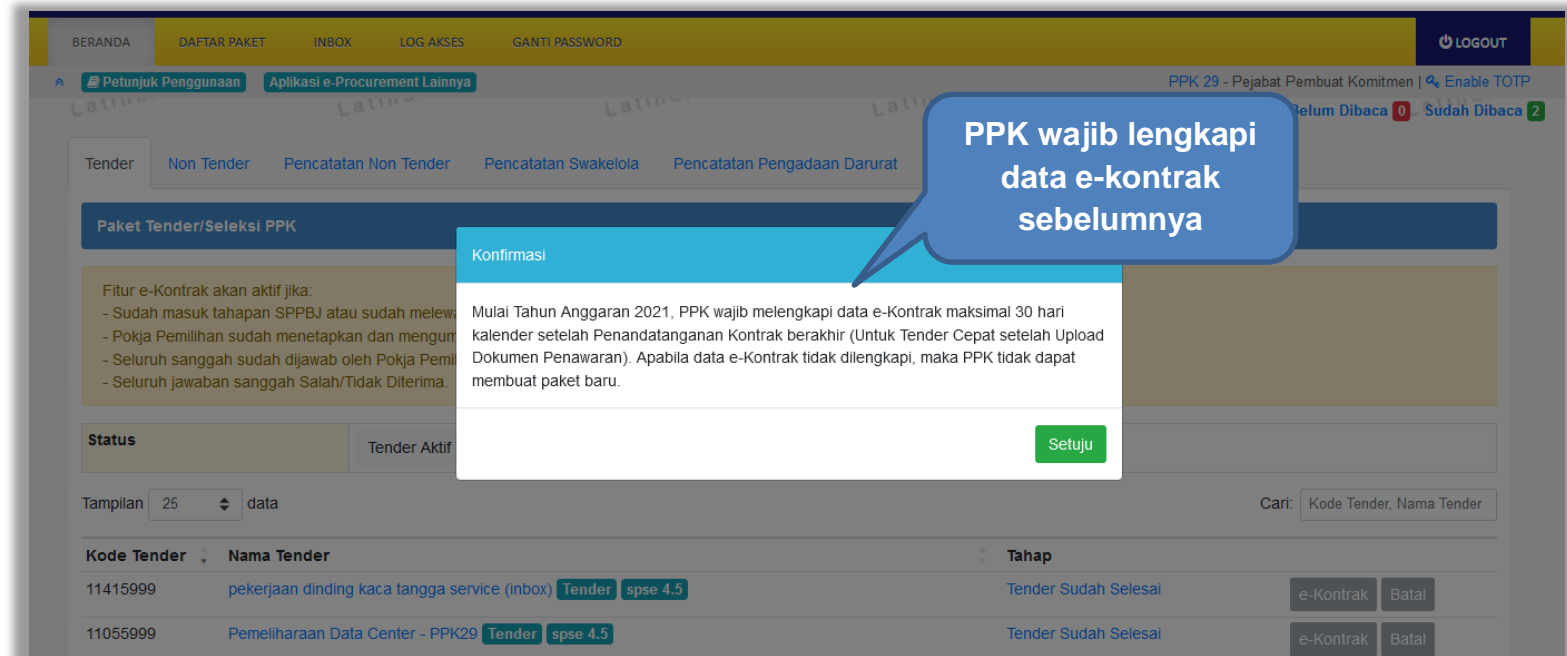 BERANDA DAFTAR PAKET INBOX LOG AKSES GANTI PASSWORD LOGOUT
Petunjuk Penggunaan Aplikasi e-Procurement Lainnya PPK 29 - Pejabat Pembuat Komitmen | Enable TOTP
Belum Dibaca 0 Sudah Dibaca 2
PPK wajib lengkapi
data e-kontrak
sebelumnya
Tender Non Tender Pencatatan Non Tender Pencatatan Swakelola Pencatatan Pengadaan Darurat
Paket Tender/Seleksi PPK
Konfirmasi
Mulai Tahun Anggaran 2021, PPK wajib melengkapi data e-Kontrak maksimal 30 hari
kalender setelah Penandatanganan Kontrak berakhir (Untuk Tender Cepat setelah Upload
Dokumen Penawaran). Apabila data e-Kontrak tidak dilengkapi, maka PPK tidak dapat
membuat paket baru.
Setuju
Fitur e-Kontrak akan aktif jika:
- Sudah masuk tahapan SPPBJ atau sudah melew
- Pokja Pemilihan sudah menetapkan dan mengum
- Seluruh sanggah sudah dijawab oleh Pokja Pemi
- Seluruh jawaban sanggah Salah/Tidak Diterima.
Status Tender Aktif
Tampilan 25 data Cari: Kode Tender, Nama Tender
Kode Tender Nama Tender Tahap
11415999 pekerjaan dinding kaca tangga service (inbox) Tender spse 4.5 Tender Sudah Selesai e-Kontrak Batal
11055999 Pemeliharaan Data Center - PPK29 Tender spse 4.5 Tender Sudah Selesai e-Kontrak Batal